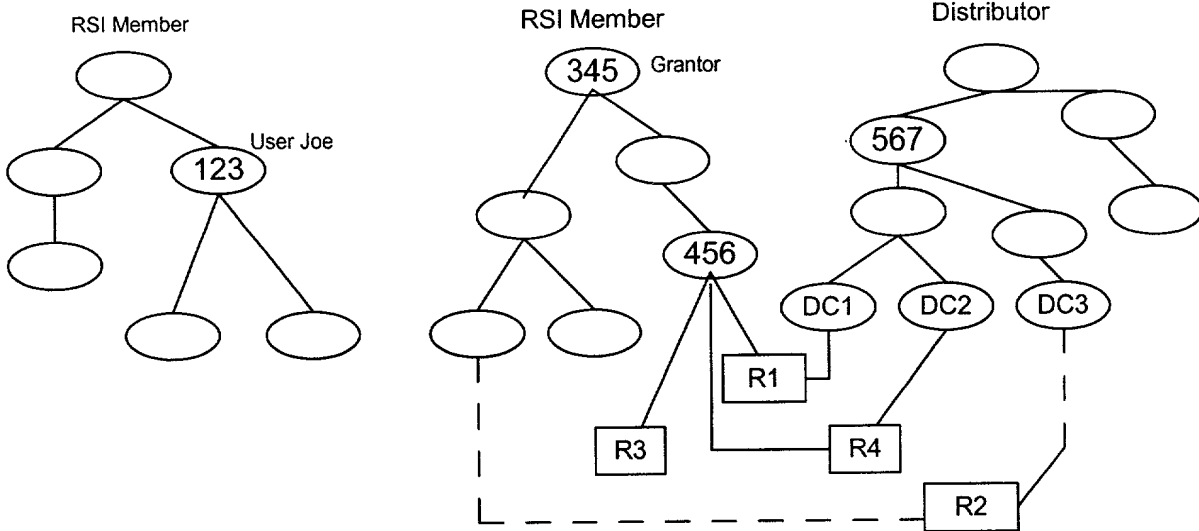 RSI Member
RSI Member
Distributor
345
Grantor
User Joe
123
567
456
DC1
DC2
DC3
R1
R3
R4
R2